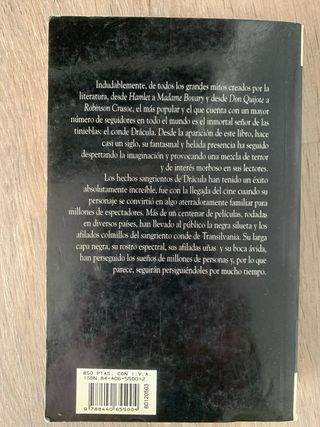 Indudablemente, de todos los grandes mitos creados por la
literatura, desde Hamlet a Madame Bovary y desde Don Quijote a
Robinson Crusoe, el más popular y el que cuenta con un mayor
número de seguidores en todo el mundo es el inmortal señor de las
tinieblas: el conde Drácula. Desde la aparición de este libro, hace
casi un siglo, su fantasmal y helada presencia ha seguido
despertando la imaginación y provocando una mezcla de terror
y de interés morboso en sus lectores.
Los hechos sangrientos de Drácula han tenido un éxito
absolutamente increíble, pero fue con la llegada del cine cuando su
personaje se convirtió en algo aterradoramente familiar para
millones de espectadores. Más de un centenar de películas, rodadas
en diversos países, han llevado al público la negra silueta y los
afilados colmillos del sangriento conde de Transilvania. Su larga
capa negra, su rostro espectral, sus afiladas uñas y su boca ávida,
han perseguido los sueños de millones de personas y, por lo que
parece, seguirán persiguiéndoles por mucho tiempo.
850 PTAS. CON I.V.A.
ISBN 84-406-5500-2
9 788440 655004
80120503